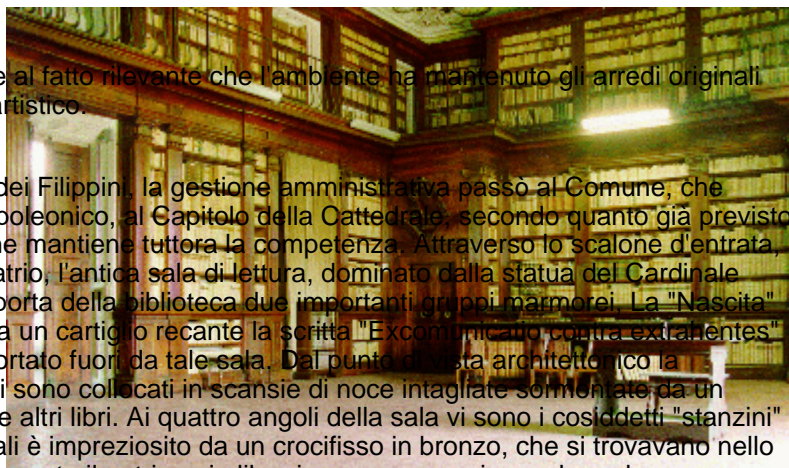 e al fatto rilevante che l'ambiente ha mantenuto gli arredi originali
artistico.
dei Filippini, la gestione amministrativa passò al Comune, che
poleonico, al Capitolo della Cattedrale, secondo quanto già previsto
ne mantiene tuttora la competenza. Attraverso lo scalone d'entrata,
atrio, l'antica sala di lettura, dominato dalla statua del Cardinale
porta della biblioteca due importanti gruppi marmorei, La "Nascita"
a un cartiglio recante la scritta "Excomunicatio contra extrahentes"
ortato fuori da tale sala. Dal punto di vista architettonico la
i sono collocati in scansie di noce intagliate sormontate da un
e altri libri. Ai quattro angoli della sala vi sono i cosiddetti "stanzini"
ali è impreziosito da un crocifisso in bronzo, che si trovavano nello